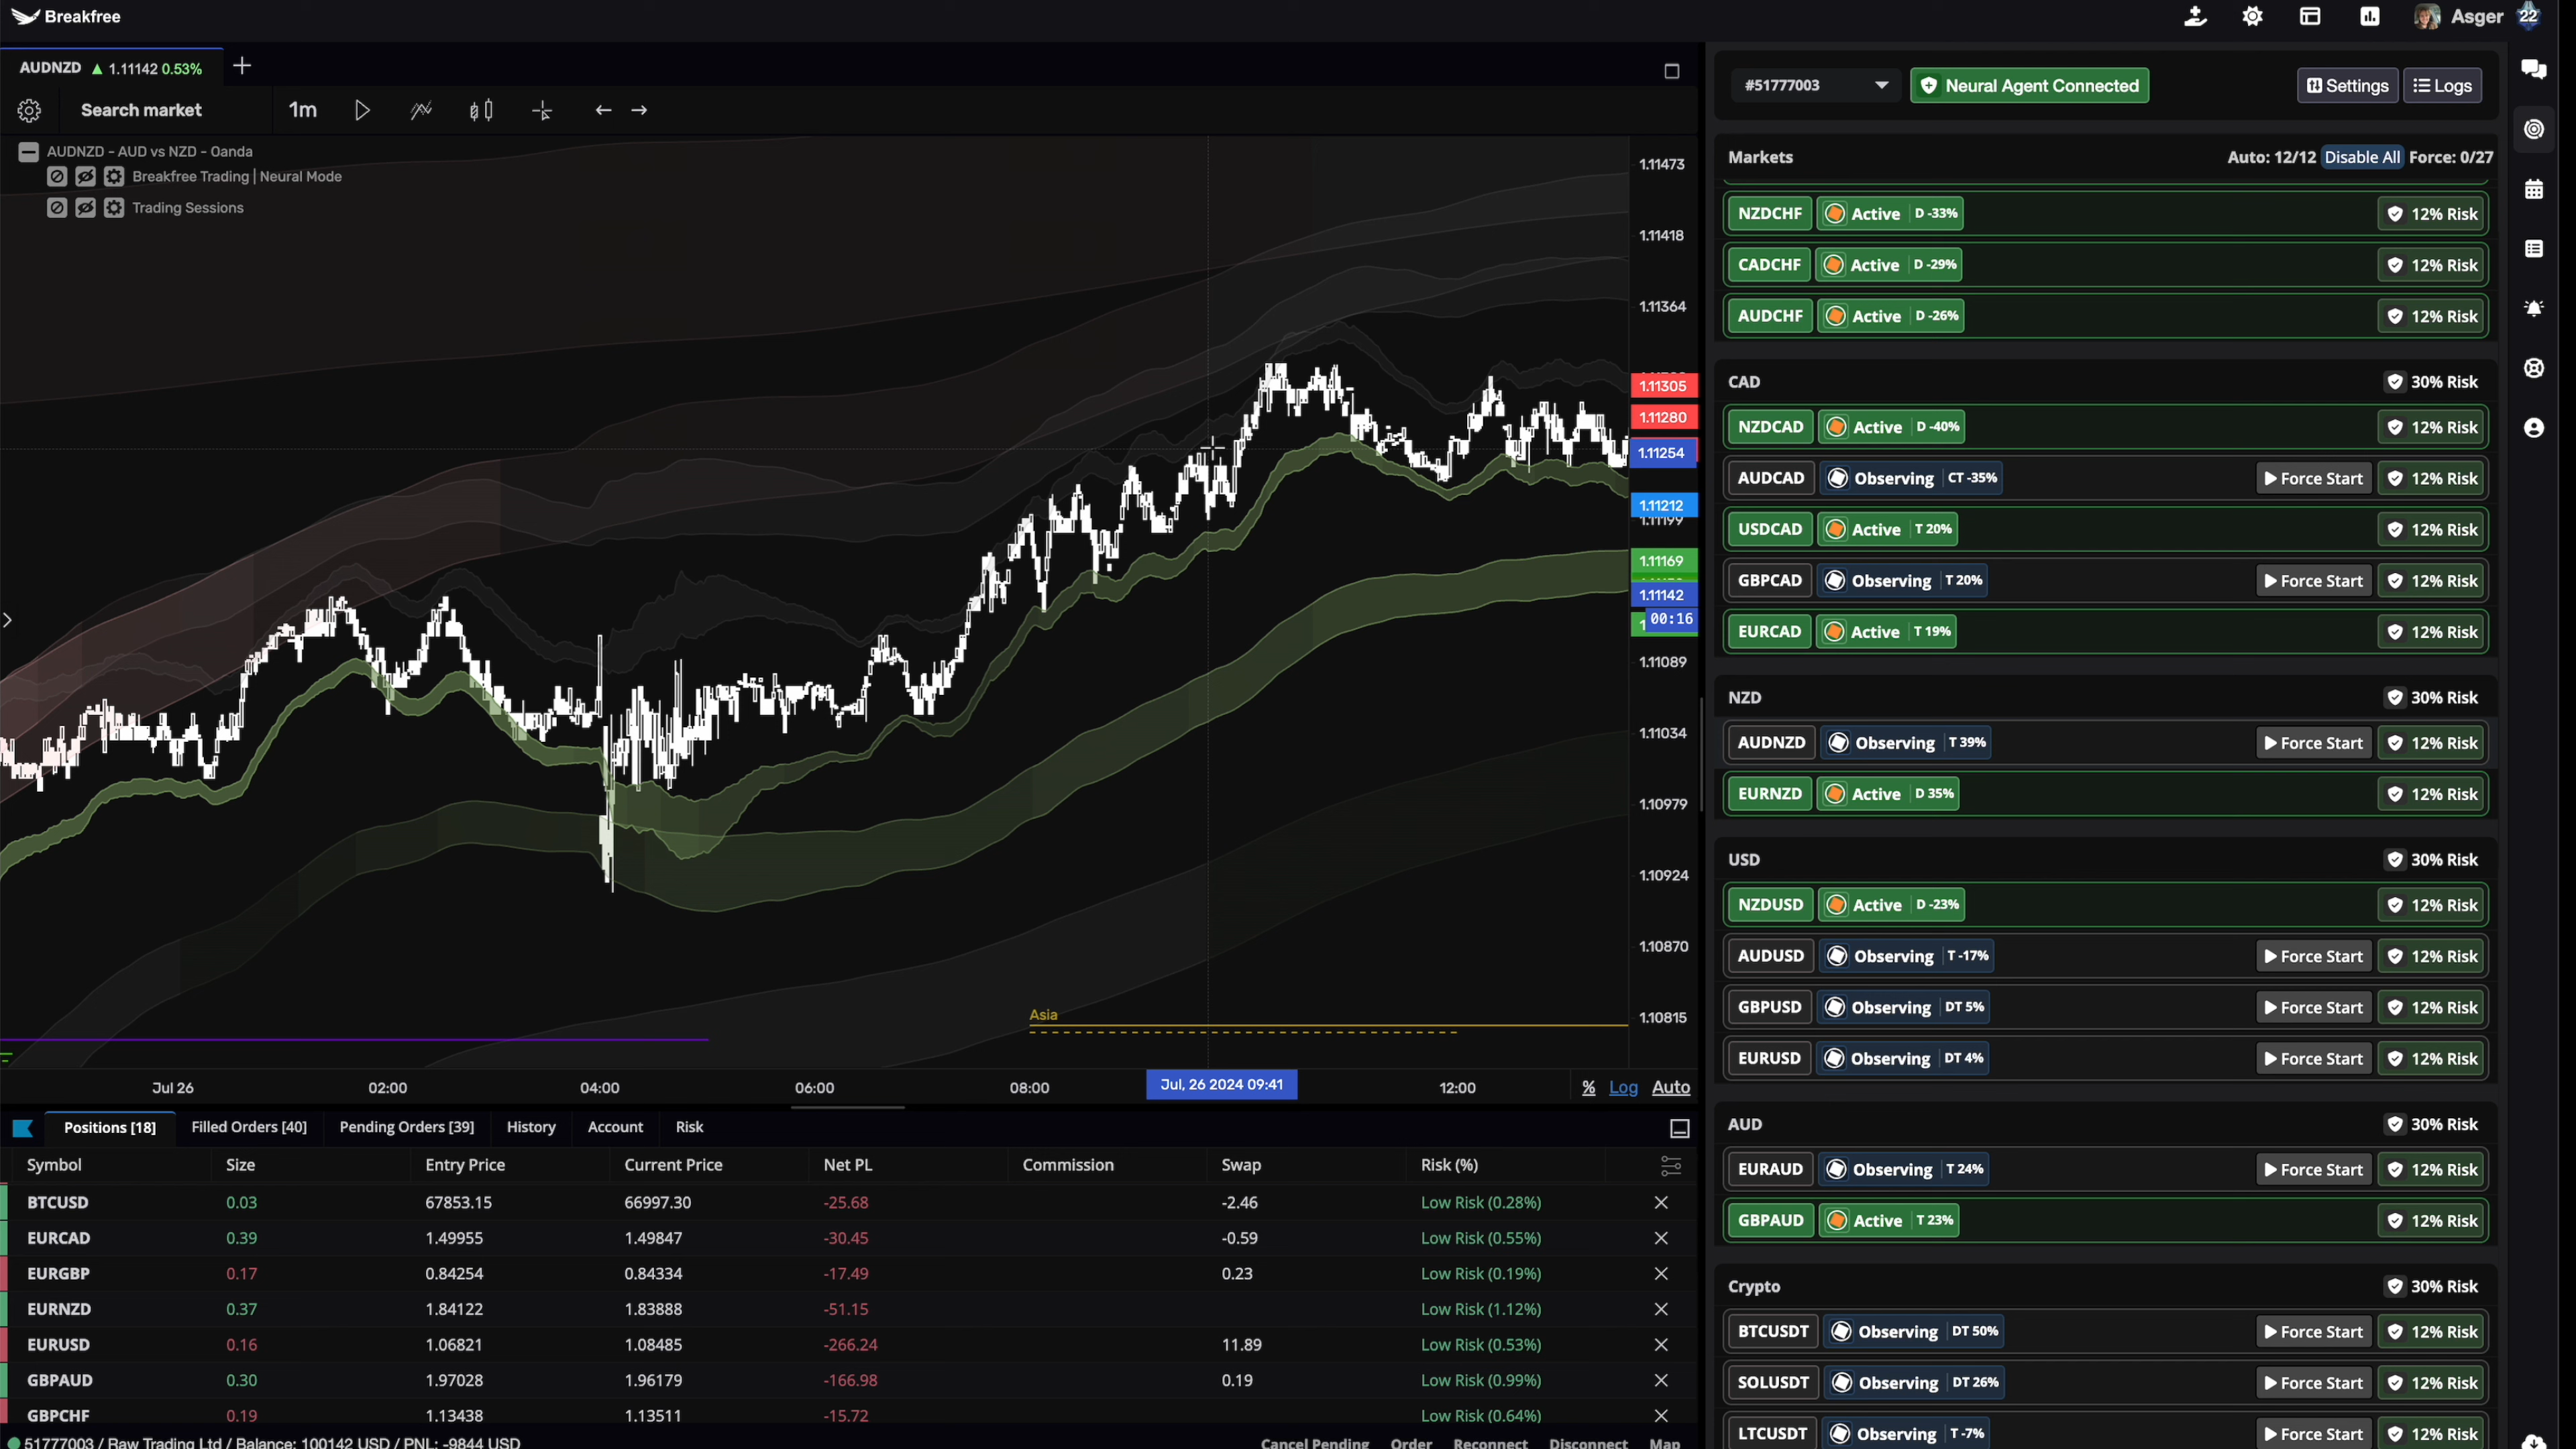 Breakfree
Asger 22
AUDNZD ▲ 1.11142 0.53%
Search market 1m
AUDNZD - AUD vs NZD - Oanda
Breakfree Trading | Neural Mode
Trading Sessions
1.11473
1.11418
1.11364
1.11305
1.11280
1.11254
1.11212
1.11199
1.11169
1.11142
00:16
1.11089
1.11034
1.10979
1.10924
1.10870
1.10815
Asia
Jul 26 02:00 04:00 06:00 08:00 Jul, 26 2024 09:41 12:00 % Log Auto
Positions [18] Filled Orders [40] Pending Orders [39] History Account Risk
Symbol Size Entry Price Current Price Net PL Commission Swap Risk (%)
BTCUSD 0.03 67853.15 66997.30 -25.68 -2.46 Low Risk (0.28%)
EURCAD 0.39 1.49955 1.49847 -30.45 -0.59 Low Risk (0.55%)
EURGBP 0.17 0.84254 0.84334 -17.49 0.23 Low Risk (0.19%)
EURNZD 0.37 1.84122 1.83888 -51.15 Low Risk (1.12%)
EURUSD 0.16 1.06821 1.08485 -266.24 11.89 Low Risk (0.53%)
GBPAUD 0.30 1.97028 1.96179 -166.98 0.19 Low Risk (0.99%)
GBPCHF 0.19 1.13438 1.13511 -15.72 Low Risk (0.64%)
51777003 / Raw Trading Ltd / Balance: 100142 USD / PNL: -9844 USD
Cancel Pending Order Reconnect Disconnect Map
#51777003 Neural Agent Connected Settings Logs
Markets Auto: 12/12 Disable All Force: 0/27
NZDCHF Active D -33% 12% Risk
CADCHF Active D -29% 12% Risk
AUDCHF Active D -26% 12% Risk
CAD 30% Risk
NZDCAD Active D -40% 12% Risk
AUDCAD Observing CT -35% Force Start 12% Risk
USDCAD Active T 20% 12% Risk
GBPCAD Observing T 20% Force Start 12% Risk
EURCAD Active T 19% 12% Risk
NZD 30% Risk
AUDNZD Observing T 39% Force Start 12% Risk
EURNZD Active D 35% 12% Risk
USD 30% Risk
NZDUSD Active D -23% 12% Risk
AUDUSD Observing T -17% Force Start 12% Risk
GBPUSD Observing DT 5% Force Start 12% Risk
EURUSD Observing DT 4% Force Start 12% Risk
AUD 30% Risk
EURAUD Observing T 24% Force Start 12% Risk
GBPAUD Active T 23% 12% Risk
Crypto 30% Risk
BTCUSDT Observing DT 50% Force Start 12% Risk
SOLUSDT Observing DT 26% Force Start 12% Risk
LTCUSDT Observing T -7% Force Start 12% Risk